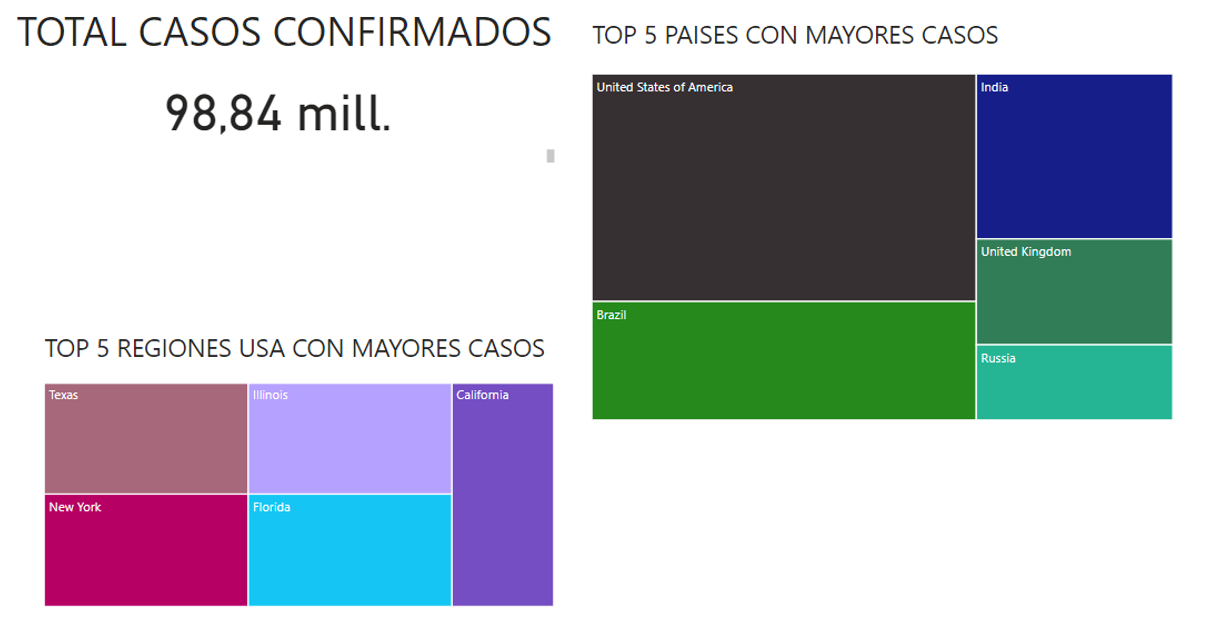 TOTAL CASOS CONFIRMADOS
98,84 mill.
TOP 5 REGIONES USA CON MAYORES CASOS
Texas
Illinois
California
New York
Florida
TOP 5 PAISES CON MAYORES CASOS
United States of America
India
United Kingdom
Brazil
Russia